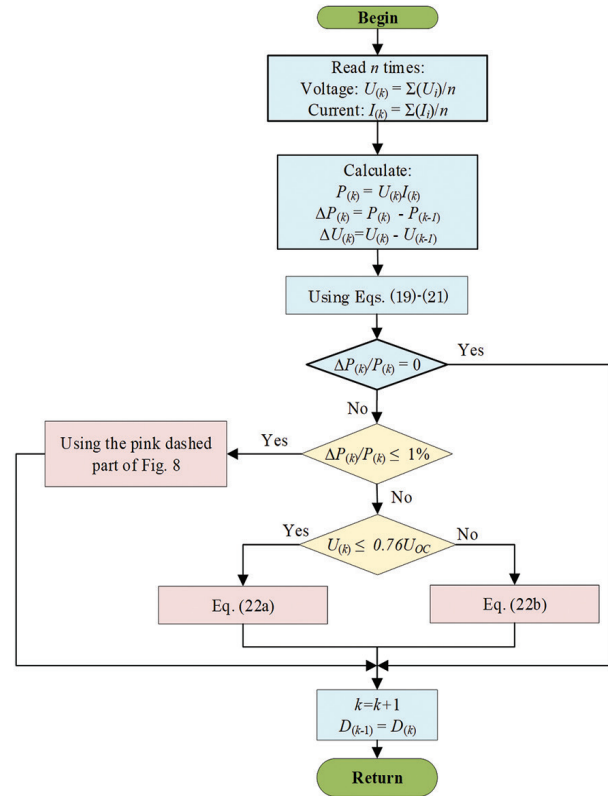 Begin
Read n times:
Voltage: U(k) = Σ(Ui)/n
Current: I(k) = Σ(Ii)/n
Calculate:
P(k) = U(k)I(k)
ΔP(k) = P(k) - P(k-1)
ΔU(k)=U(k) - U(k-1)
Using Eqs. (19)-(21)
ΔP(k)/P(k) = 0
Yes
No
Using the pink dashed
part of Fig. 8
Yes
ΔP(k)/P(k) ≤ 1%
No
Yes
U(k) ≤ 0.76UOC
No
Eq. (22a)
Eq. (22b)
k=k+1
D(k-1) = D(k)
Return